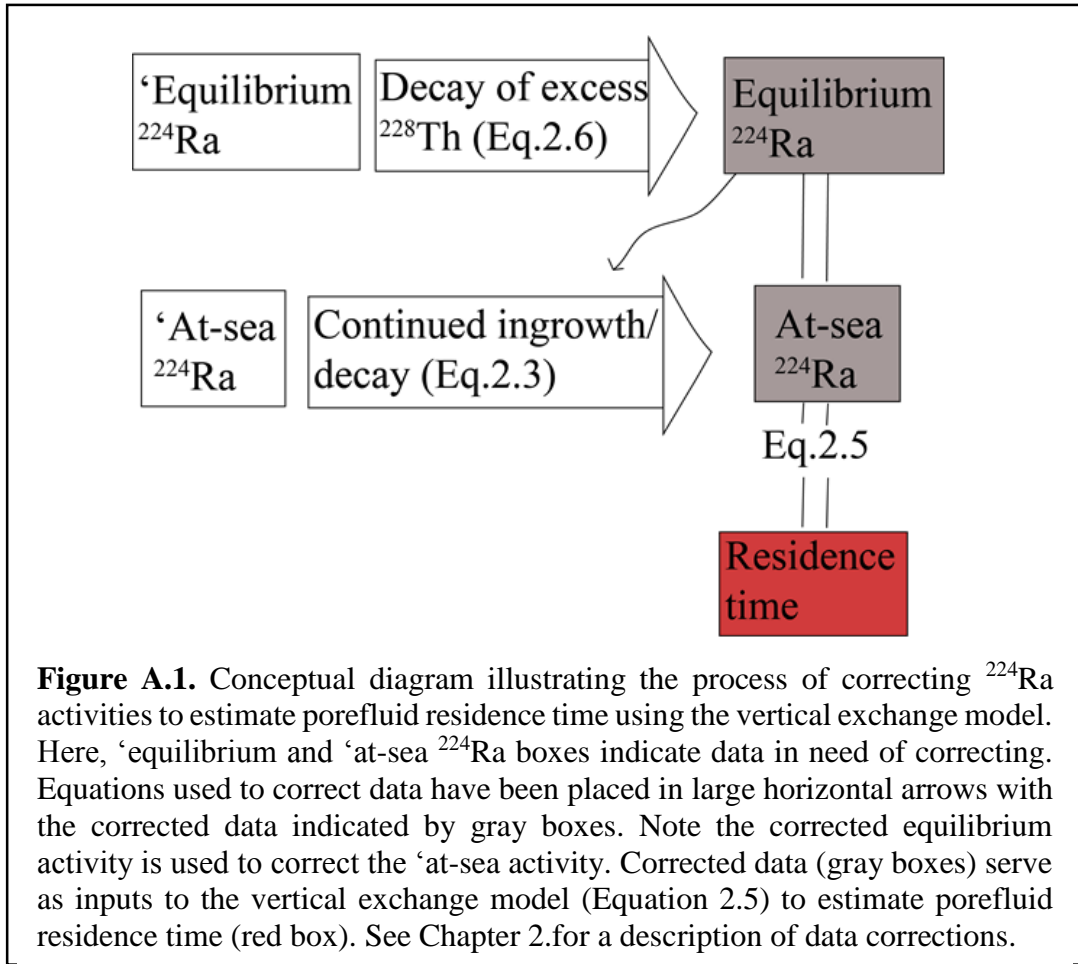 ‘Equilibrium
²²⁴Ra
Decay of excess
²²⁸Th (Eq.2.6)
Equilibrium
²²⁴Ra
‘At-sea
²²⁴Ra
Continued ingrowth/
decay (Eq.2.3)
At-sea
²²⁴Ra
Eq.2.5
Residence
time
Figure A.1. Conceptual diagram illustrating the process of correcting ²²⁴Ra
activities to estimate porefluid residence time using the vertical exchange model.
Here, ‘equilibrium and ‘at-sea ²²⁴Ra boxes indicate data in need of correcting.
Equations used to correct data have been placed in large horizontal arrows with
the corrected data indicated by gray boxes. Note the corrected equilibrium
activity is used to correct the ‘at-sea activity. Corrected data (gray boxes) serve
as inputs to the vertical exchange model (Equation 2.5) to estimate porefluid
residence time (red box). See Chapter 2.for a description of data corrections.